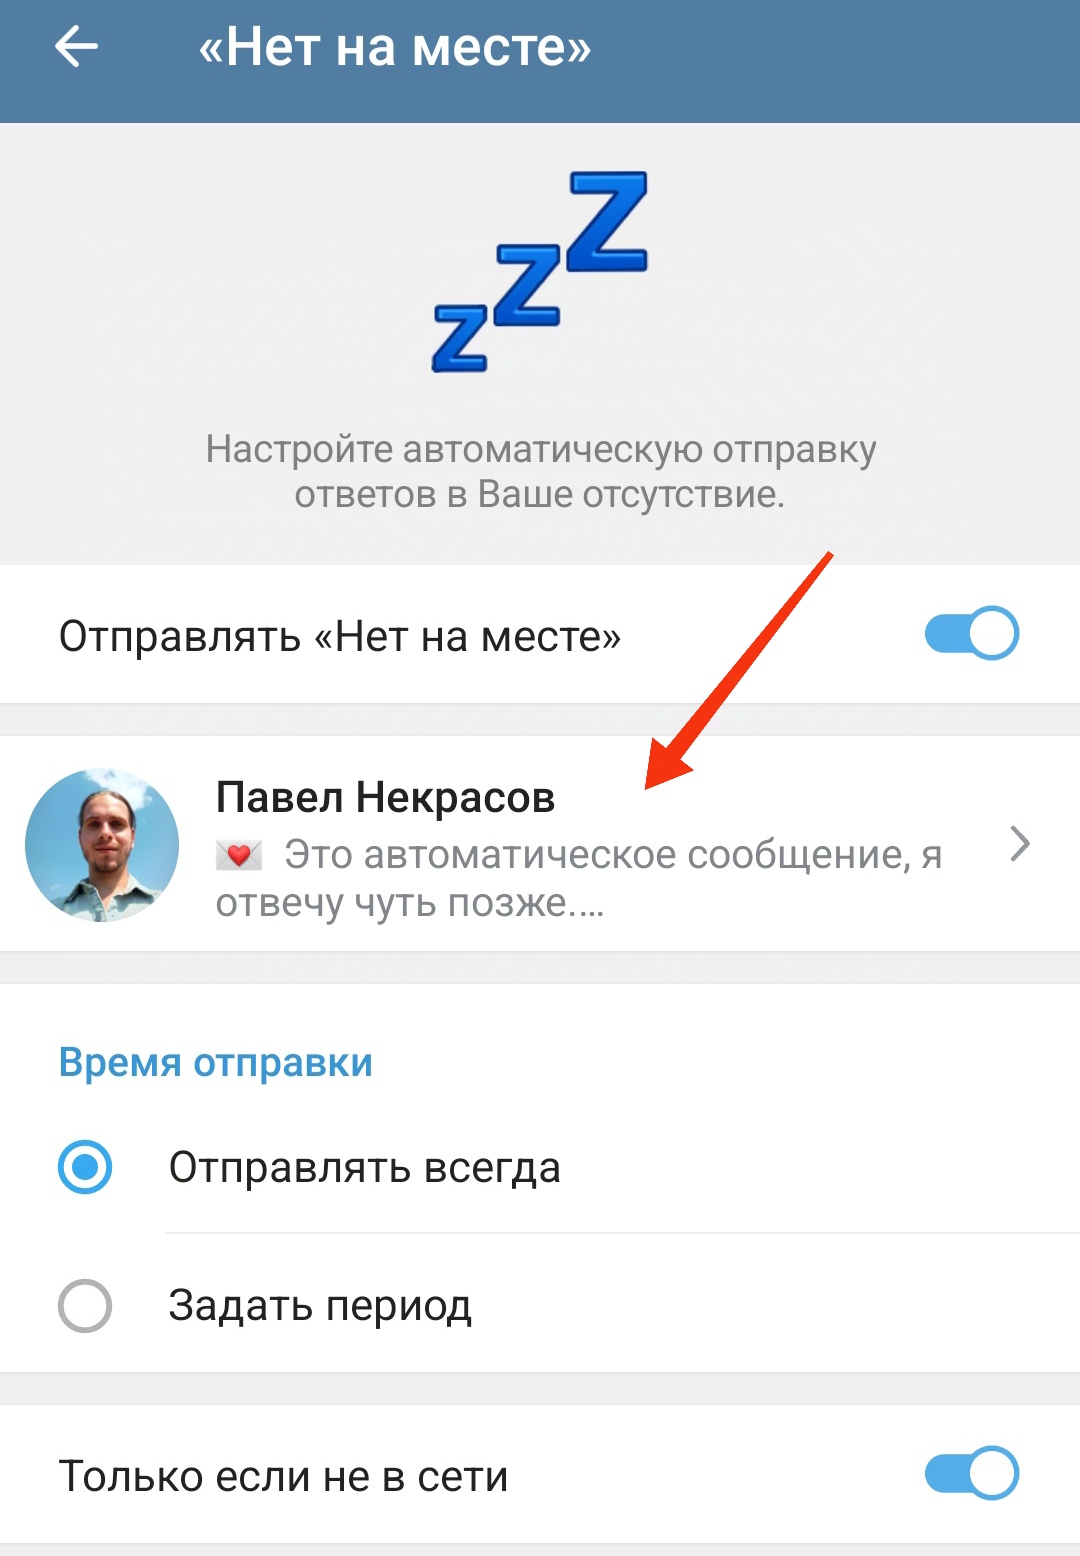 «Нет на месте»
Настройте автоматическую отправку
ответов в Ваше отсутствие.
Отправлять «Нет на месте»
Павел Некрасов
💌 Это автоматическое сообщение, я
отвечу чуть позже.…
Время отправки
Отправлять всегда
Задать период
Только если не в сети